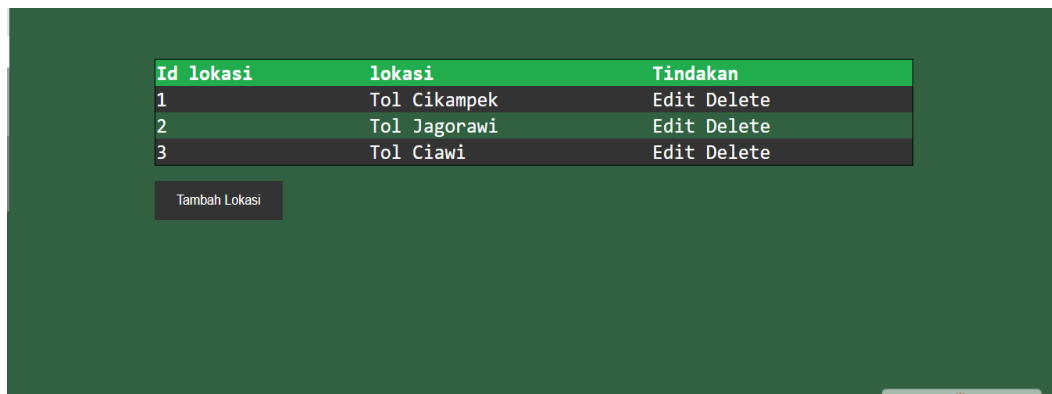 Id lokasi lokasi Tindakan
1 Tol Cikampek Edit Delete
2 Tol Jagorawi Edit Delete
3 Tol Ciawi Edit Delete
Tambah Lokasi